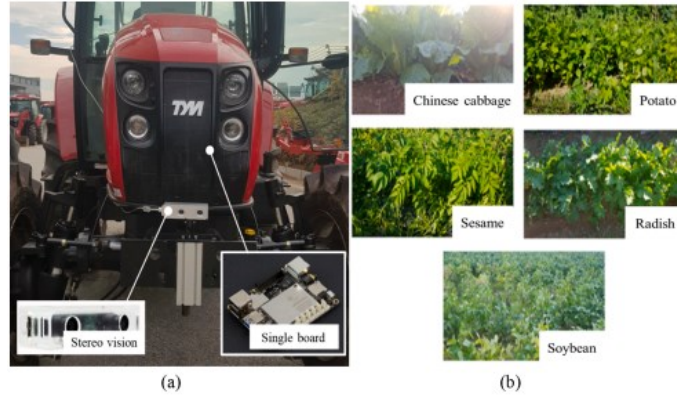 TYM
Stereo vision
Single board
(a)
Chinese cabbage
Potato
Sesame
Radish
Soybean
(b)